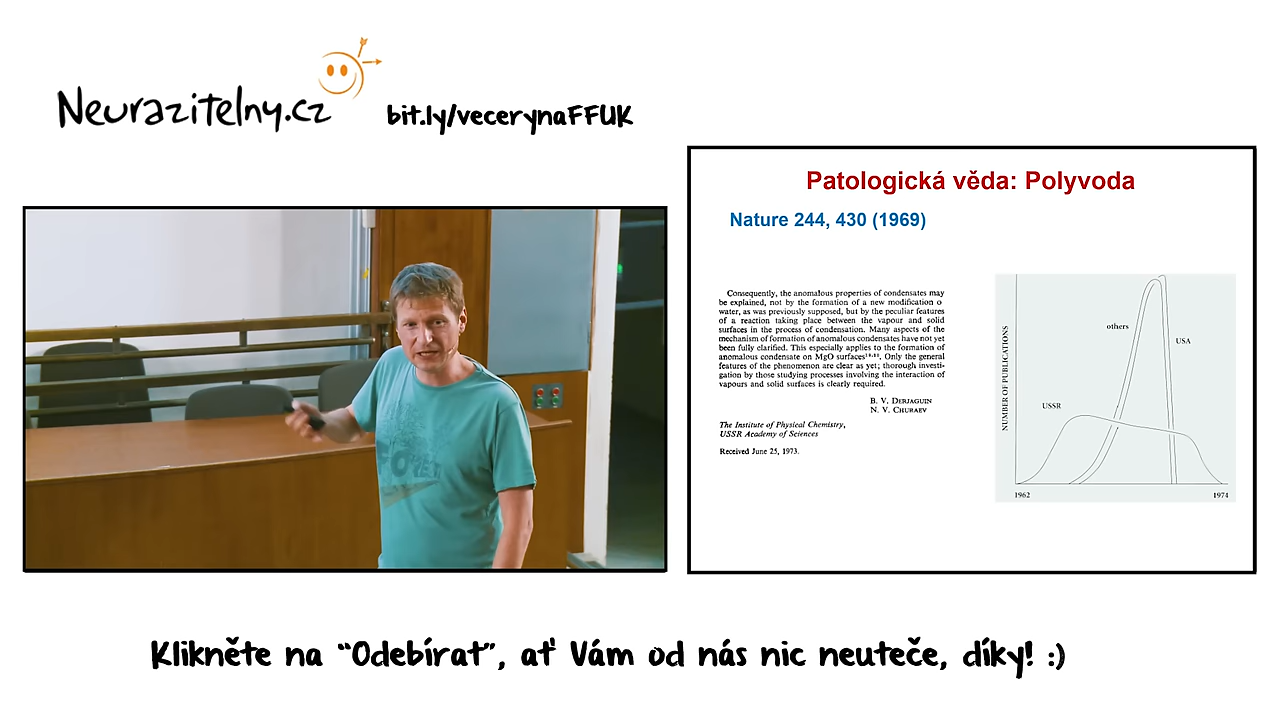 Neurazitelny.cz
bit.ly/vecerynaFFUK
Patologická věda: Polyvoda
Nature 244, 430 (1969)
Consequently, the anomalous properties of condensates may
be explained, not by the formation of a new modification o
water, as was previously supposed, but by the peculiar features
of a reaction taking place between the vapour and solid
surfaces in the process of condensation. Many aspects of the
mechanism of formation of anomalous condensates have not yet
been fully clarified. This especially applies to the formation of
anomalous condensate on MgO surfaces. Only the general
features of the phenomenon are clear as yet; thorough investi-
gation by those studying processes involving the interaction of
vapours and solid surfaces is clearly required.
B. V. DERJAGUIN
N. V. CHURAEV
The Institute of Physical Chemistry,
USSR Academy of Sciences
Received June 25, 1973.
NUMBER OF PUBLICATIONS
others
USA
USSR
1962
1974
FOREST
Klikněte na “Odebírat”, ať Vám od nás nic neuteče, díky! :)